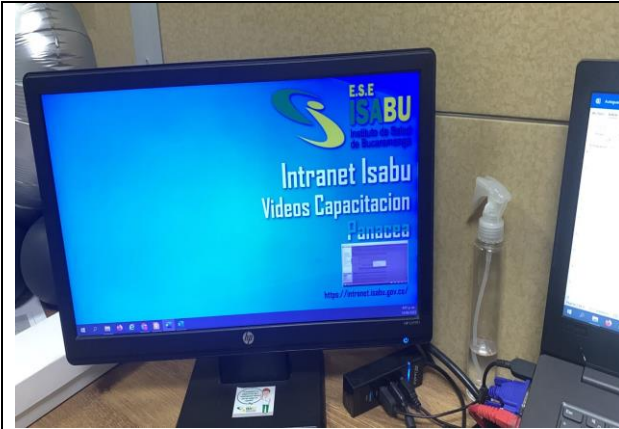 E.S.E
ISABU
Instituto de Salud
de Bucaramanga
Intranet Isabu
Videos Capacitacion
Panacea
https://intranet.isabu.gov.co/
hp